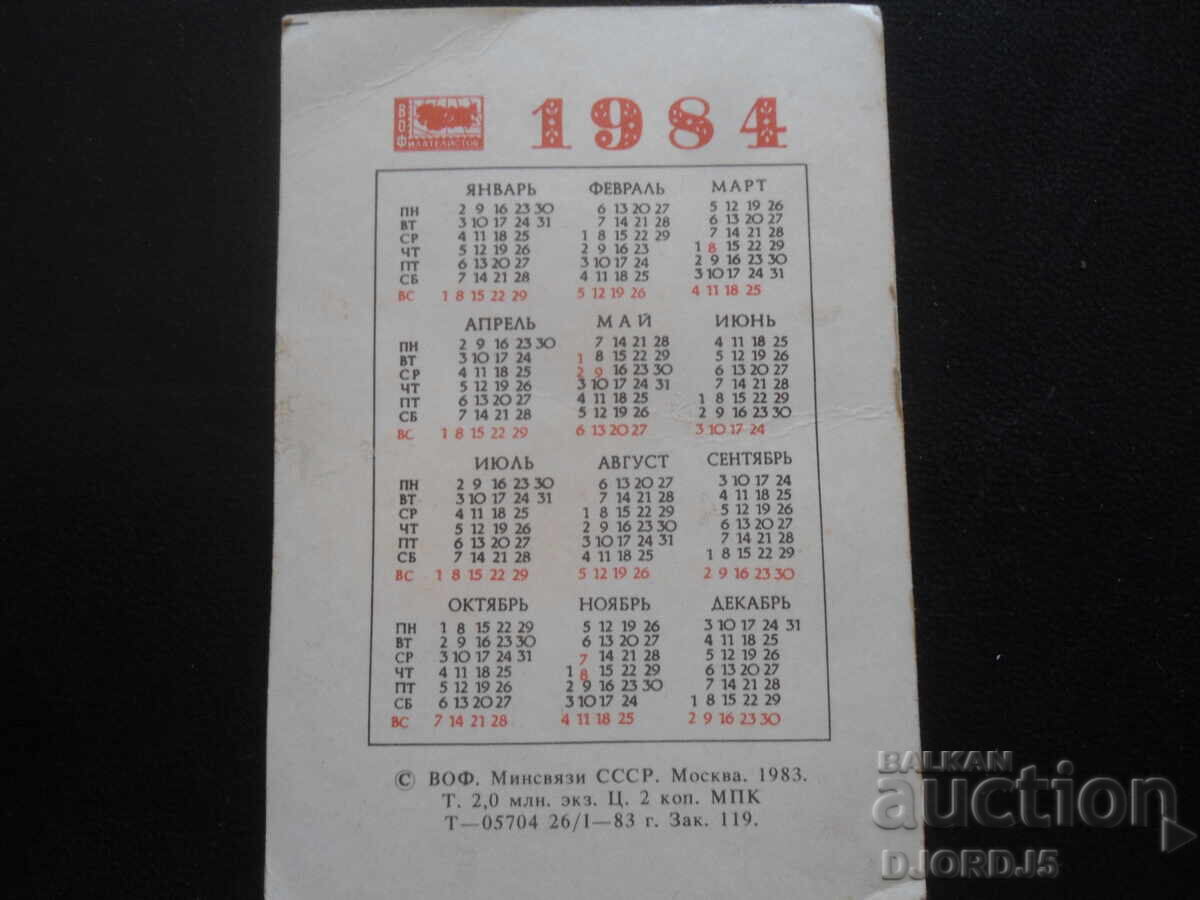 ВОФ
ИЛАТЕЛИСТОВ
1984
ЯНВАРЬ ФЕВРАЛЬ МАРТ
ПН 2 9 16 23 30 6 13 20 27 5 12 19 26
ВТ 3 10 17 24 31 7 14 21 28 6 13 20 27
СР 4 11 18 25 1 8 15 22 29 7 14 21 28
ЧТ 5 12 19 26 2 9 16 23 1 8 15 22 29
ПТ 6 13 20 27 3 10 17 24 2 9 16 23 30
СБ 7 14 21 28 4 11 18 25 3 10 17 24 31
ВС 1 8 15 22 29 5 12 19 26 4 11 18 25
АПРЕЛЬ МАЙ ИЮНЬ
ПН 2 9 16 23 30 7 14 21 28 4 11 18 25
ВТ 3 10 17 24 1 8 15 22 29 5 12 19 26
СР 4 11 18 25 2 9 16 23 30 6 13 20 27
ЧТ 5 12 19 26 3 10 17 24 31 7 14 21 28
ПТ 6 13 20 27 4 11 18 25 1 8 15 22 29
СБ 7 14 21 28 5 12 19 26 2 9 16 23 30
ВС 1 8 15 22 29 6 13 20 27 3 10 17 24
ИЮЛЬ АВГУСТ СЕНТЯБРЬ
ПН 2 9 16 23 30 6 13 20 27 3 10 17 24
ВТ 3 10 17 24 31 7 14 21 28 4 11 18 25
СР 4 11 18 25 1 8 15 22 29 5 12 19 26
ЧТ 5 12 19 26 2 9 16 23 30 6 13 20 27
ПТ 6 13 20 27 3 10 17 24 31 7 14 21 28
СБ 7 14 21 28 4 11 18 25 1 8 15 22 29
ВС 1 8 15 22 29 5 12 19 26 2 9 16 23 30
ОКТЯБРЬ НОЯБРЬ ДЕКАБРЬ
ПН 1 8 15 22 29 5 12 19 26 3 10 17 24 31
ВТ 2 9 16 23 30 6 13 20 27 4 11 18 25
СР 3 10 17 24 31 7 14 21 28 5 12 19 26
ЧТ 4 11 18 25 1 8 15 22 29 6 13 20 27
ПТ 5 12 19 26 2 9 16 23 30 7 14 21 28
СБ 6 13 20 27 3 10 17 24 1 8 15 22 29
ВС 7 14 21 28 4 11 18 25 2 9 16 23 30
© ВОФ. Минсвязи СССР. Москва. 1983.
Т. 2,0 млн. экз. Ц. 2 коп. МПК
Т—05704 26/1—83 г. Зак. 119.
BALKAN
auction
DJORDJ5